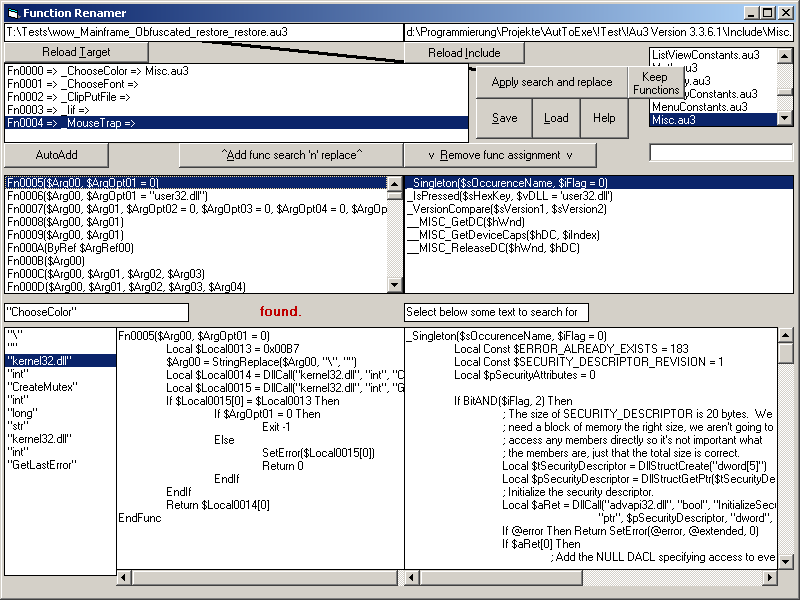 Function Renamer
T:\Tests\wow_Mainframe_Obfuscated_restore_restore.au3
d:\Programmierung\Projekte\AutToExe\!Test\!Au3 Version 3.3.6.1\Include\Misc.
Reload Target
Reload Include
Fn0000 => _ChooseColor => Misc.au3
Fn0001 => _ChooseFont =>
Fn0002 => _ClipPutFile =>
Fn0003 => _Iif =>
Fn0004 => _MouseTrap =>
Apply search and replace
Keep Functions
Save
Load
Help
ListViewConstants.au3
MenuConstants.au3
Misc.au3
AutoAdd
^Add func search 'n' replace^
v Remove func assignment v
Fn0005($Arg00, $ArgOpt01 = 0)
Fn0006($Arg00, $ArgOpt01 = "user32.dll")
Fn0007($Arg00, $Arg01, $ArgOpt02 = 0, $ArgOpt03 = 0, $ArgOpt04 = 0, $ArgOp
Fn0008($Arg00, $Arg01)
Fn0009($Arg00, $Arg01)
Fn000A(ByRef $ArgRef00)
Fn000B($Arg00)
Fn000C($Arg00, $Arg01, $Arg02, $Arg03)
Fn000D($Arg00, $Arg01, $Arg02, $Arg03, $Arg04)
_Singleton($sOccurenceName, $iFlag = 0)
_IsPressed($sHexKey, $vDLL = 'user32.dll')
_VersionCompare($sVersion1, $sVersion2)
__MISC_GetDC($hWnd)
__MISC_GetDeviceCaps($hDC, $iIndex)
__MISC_ReleaseDC($hWnd, $hDC)
"ChooseColor"
found.
Select below some text to search for
"\"
""
"kernel32.dll"
"int"
"CreateMutex"
"int"
"long"
"str"
"kernel32.dll"
"int"
"GetLastError"
Fn0005($Arg00, $ArgOpt01 = 0)
Local $Local0013 = 0x00B7
$Arg00 = StringReplace($Arg00, "\", "")
Local $Local0014 = DllCall("kernel32.dll", "int", "C
Local $Local0015 = DllCall("kernel32.dll", "int", "G
If $Local0015[0] = $Local0013 Then
If $ArgOpt01 = 0 Then
Exit -1
Else
SetError($Local0015[0])
Return 0
EndIf
EndIf
Return $Local0014[0]
EndFunc
_Singleton($sOccurenceName, $iFlag = 0)
Local Const $ERROR_ALREADY_EXISTS = 183
Local Const $SECURITY_DESCRIPTOR_REVISION = 1
Local $pSecurityAttributes = 0
If BitAND($iFlag, 2) Then
; The size of SECURITY_DESCRIPTOR is 20 bytes. We
; need a block of memory the right size, we aren't going to
; access any members directly so it's not important what
; the members are, just that the total size is correct.
Local $tSecurityDescriptor = DllStructCreate("dword[5]")
Local $pSecurityDescriptor = DllStructGetPtr($tSecurityDe
; Initialize the security descriptor.
Local $aRet = DllCall("advapi32.dll", "bool", "InitializeSecu
"ptr", $pSecurityDescriptor, "dword",
If @error Then Return SetError(@error, @extended, 0)
If $aRet[0] Then
; Add the NULL DACL specifying access to eve